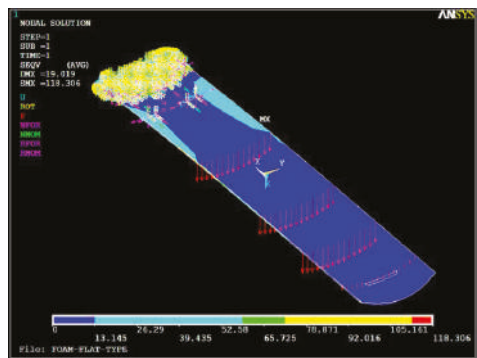 1
ANSYS
NODAL SOLUTION
STEP=1
SUB =1
TIME=1
SEQV (AVG)
DMX =19.019
SMX =118.306
U
ROT
F
NFOR
NMOM
RFOR
RMOM
MX
X Y
0 26.29 52.58 78.871 105.161
13.145 39.435 65.725 92.016 118.306
File: FOAM-FLAT-TYPE